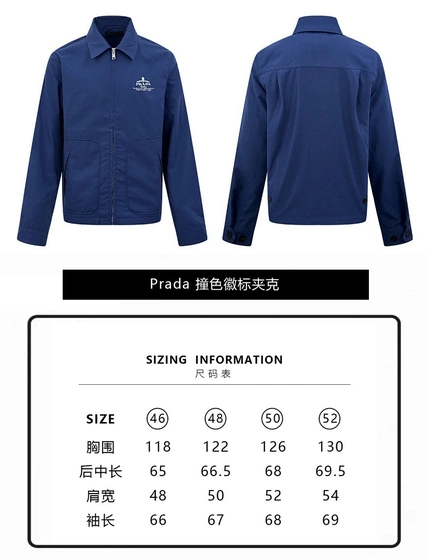 PRADA
Prada 撞色徽标夹克
SIZING INFORMATION
尺码表
SIZE 46 48 50 52
胸围 118 122 126 130
后中长 65 66.5 68 69.5
肩宽 48 50 52 54
袖长 66 67 68 69